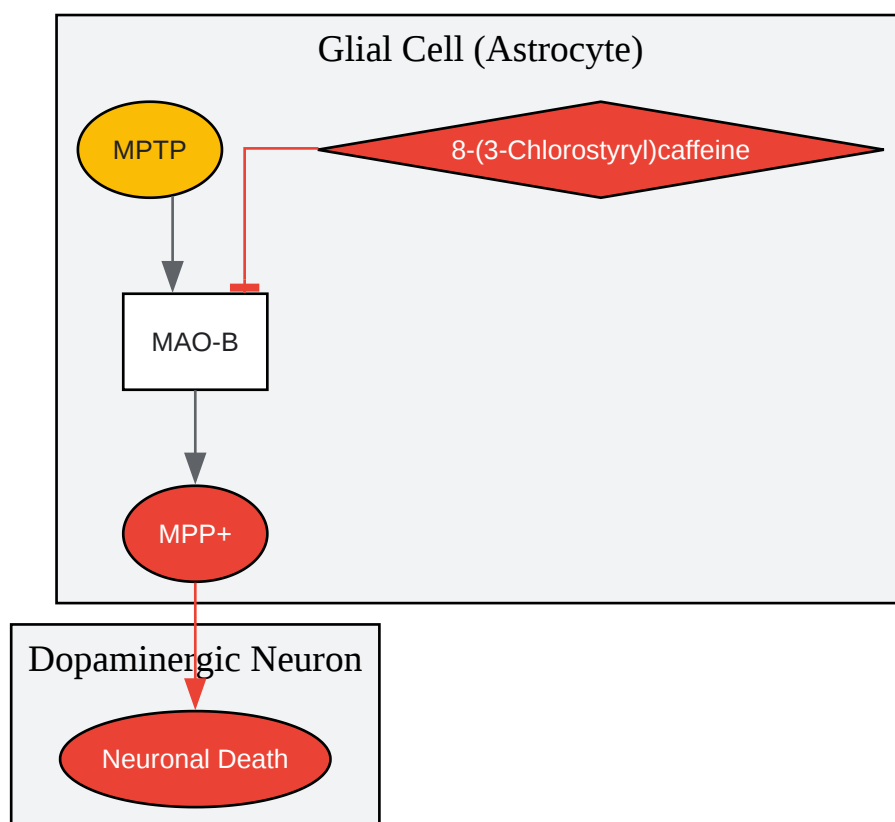 Glial Cell (Astrocyte)
MPTP
8-(3-Chlorostyryl)caffeine
MAO-B
MPP+
Dopaminergic Neuron
Neuronal Death